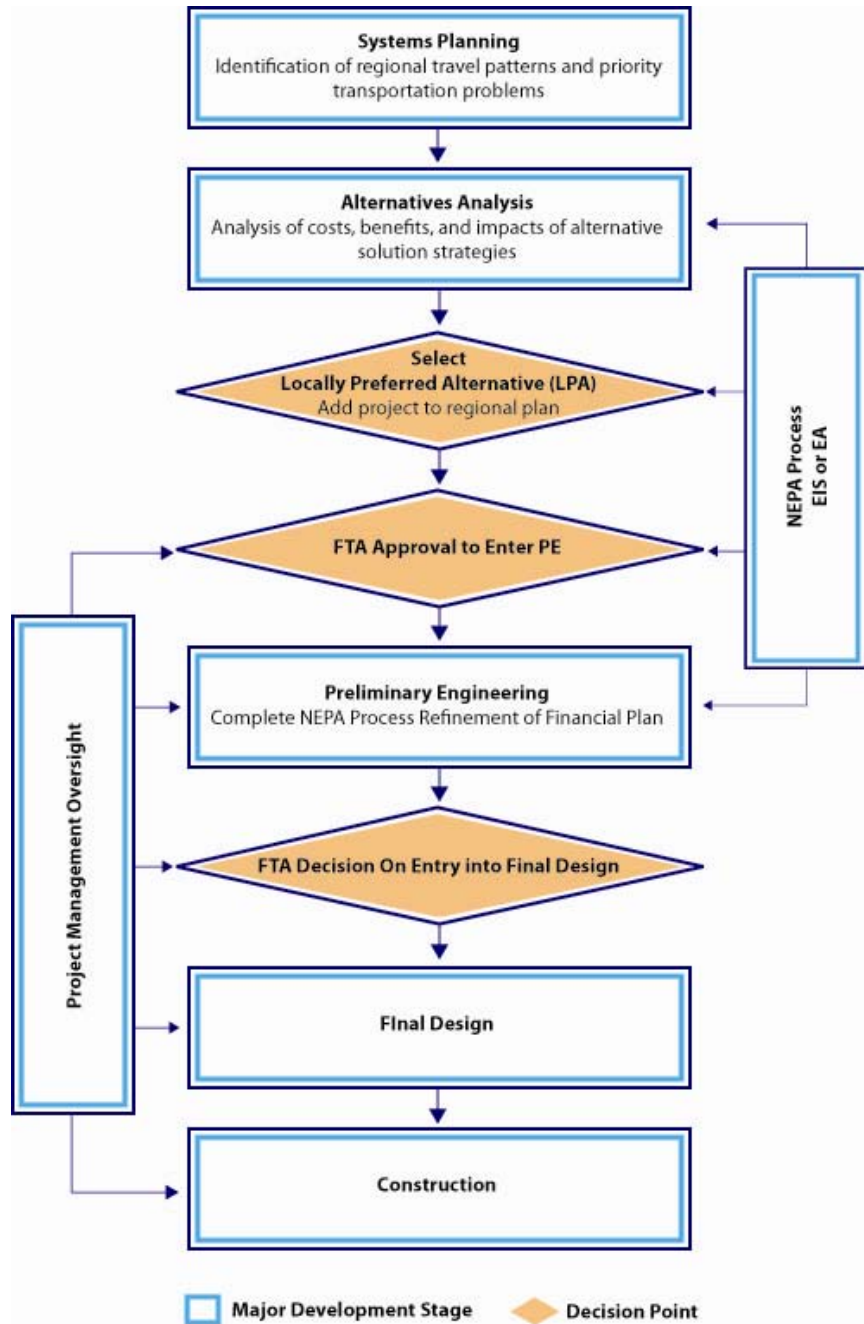 Systems Planning
Identification of regional travel patterns and priority
transportation problems
Alternatives Analysis
Analysis of costs, benefits, and impacts of alternative
solution strategies
Select
Locally Preferred Alternative (LPA)
Add project to regional plan
NEPA Process
EIS or EA
FTA Approval to Enter PE
Preliminary Engineering
Complete NEPA Process Refinement of Financial Plan
Project Management Oversight
FTA Decision On Entry into Final Design
FInal Design
Construction
Major Development Stage
Decision Point